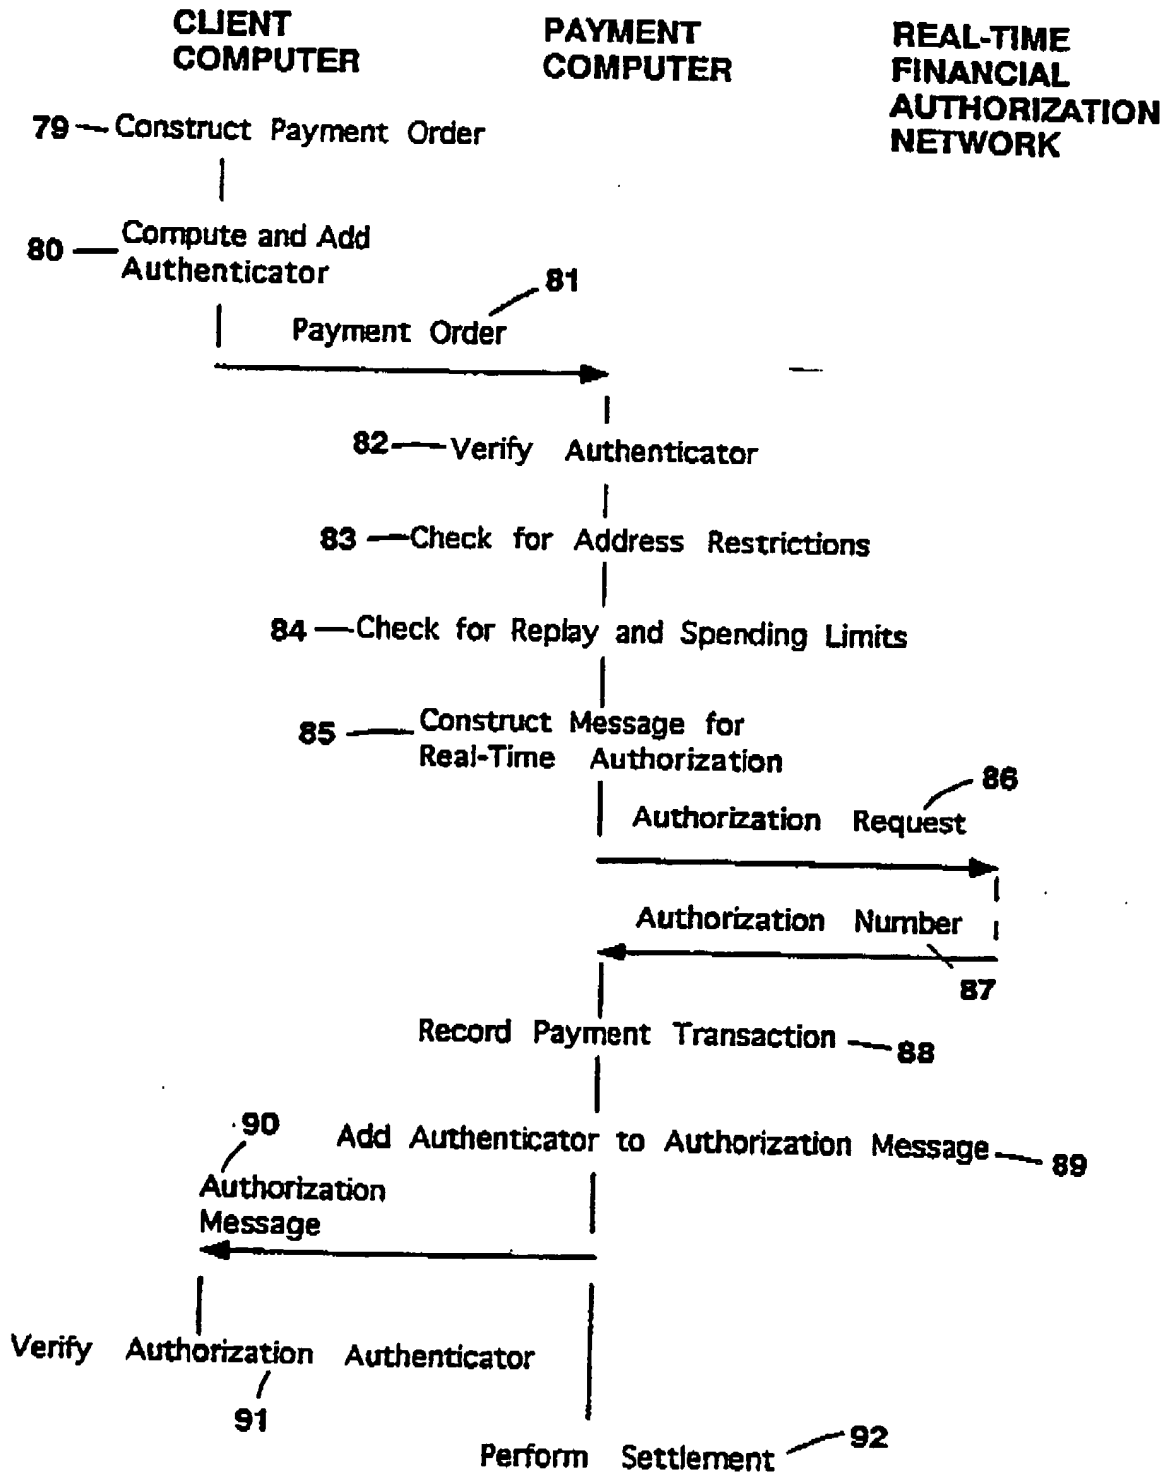 CLIENT
COMPUTER
PAYMENT
COMPUTER
REAL-TIME
FINANCIAL
AUTHORIZATION
NETWORK
79 Construct Payment Order
80 Compute and Add
Authenticator
81
Payment Order
82 Verify Authenticator
83 Check for Address Restrictions
84 Check for Replay and Spending Limits
85 Construct Message for
Real-Time Authorization
86
Authorization Request
Authorization Number
87
Record Payment Transaction 88
90
Add Authenticator to Authorization Message 89
Authorization
Message
Verify Authorization Authenticator
91
Perform Settlement 92